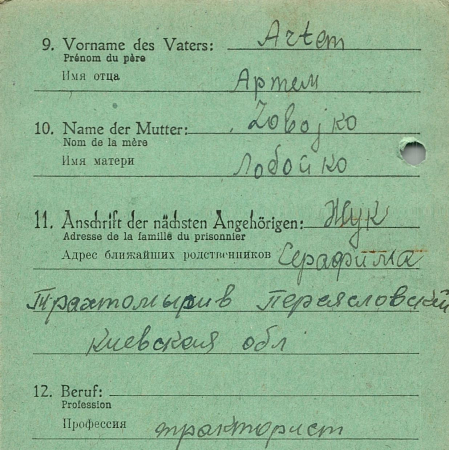 9. Vorname des Vaters: Artem
Prénom du père
Имя отца Артем
10. Name der Mutter: Lobojko
Nom de la mère
Имя матери Лобойко
11. Anschrift der nächsten Angehörigen: Жук
Adresse de la famille du prisonnier
Адрес ближайших родственников Серафима
Трахтомырив Переясловский
Киевская обл
12. Beruf:
Profession
Профессия тракторист